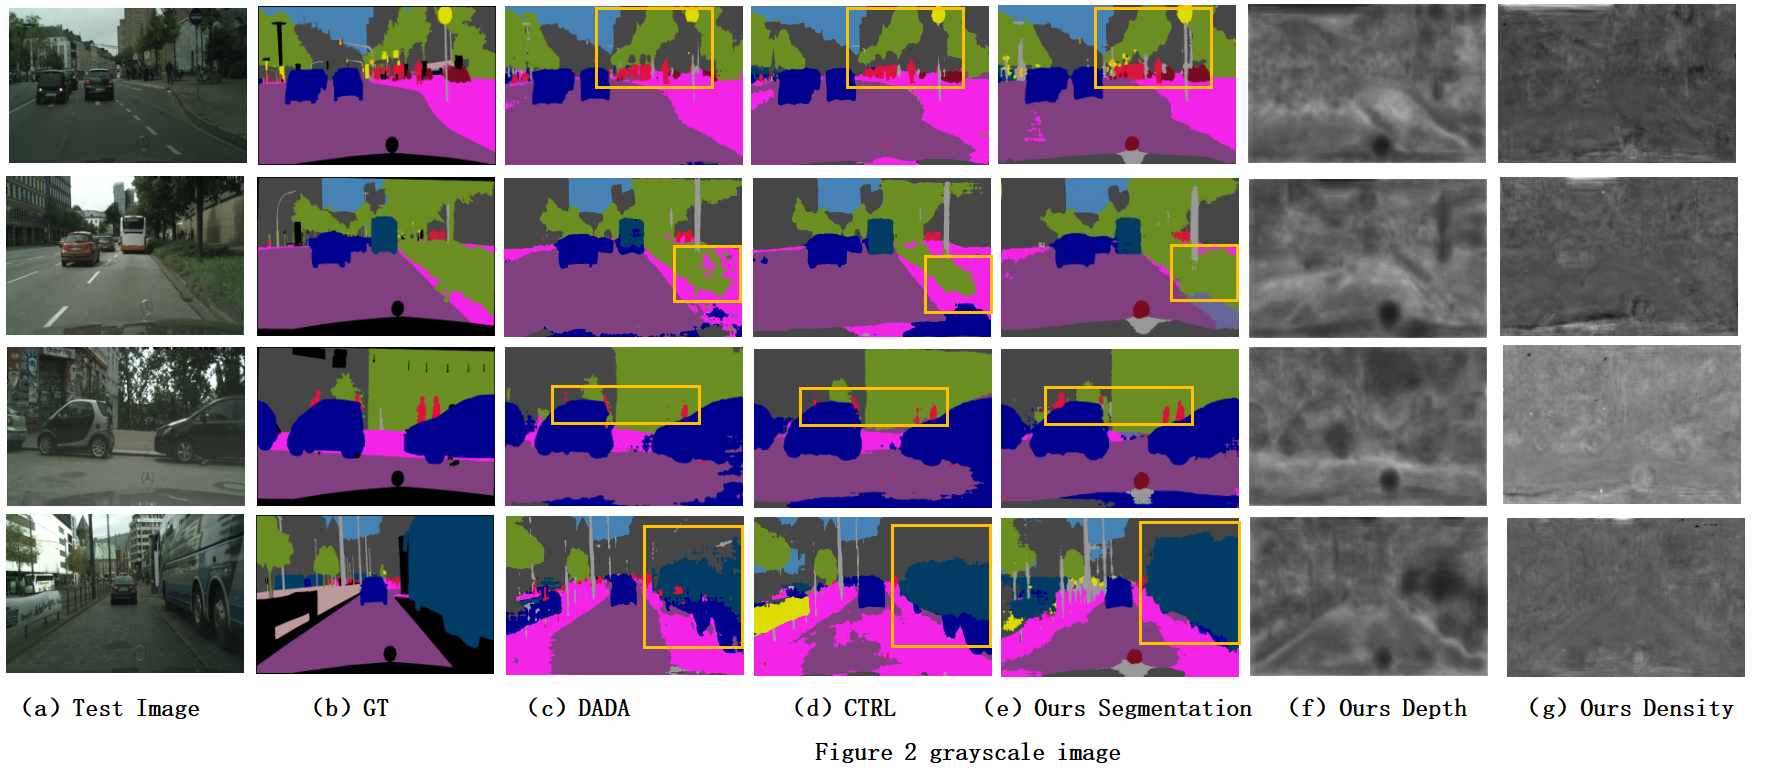 (a) Test Image (b) GT (c) DADA (d) CTRL (e) Ours Segmentation (f) Ours Depth (g) Ours Density
Figure 2 grayscale image